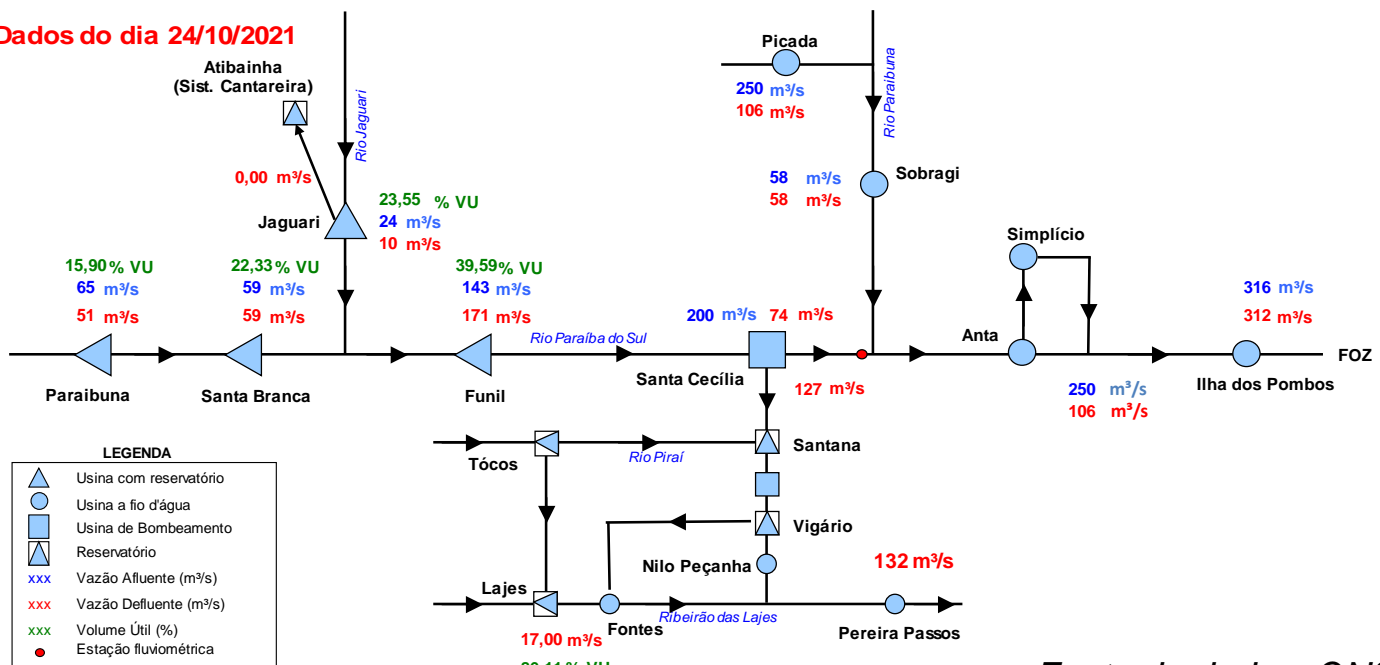 Dados do dia 24/10/2021
Atibainha
(Sist. Cantareira)
Rio Jaguari
0,00 m³/s
Jaguari
23,55 % VU
24 m³/s
10 m³/s
Picada
250 m³/s
106 m³/s
Rio Paraibuna
58 m³/s
58 m³/s
Sobragi
15,90 % VU
65 m³/s
51 m³/s
Paraibuna
22,33 % VU
59 m³/s
59 m³/s
Santa Branca
39,59 % VU
143 m³/s
171 m³/s
Funil
Rio Paraíba do Sul
200 m³/s 74 m³/s
Santa Cecília
127 m³/s
Simplício
Anta
250 m³/s
106 m³/s
316 m³/s
312 m³/s
Ilha dos Pombos
FOZ
Tócos
Rio Piraí
Santana
Vigário
Nilo Peçanha
132 m³/s
Lajes
Fontes
Ribeirão das Lajes
Pereira Passos
17,00 m³/s
LEGENDA
Usina com reservatório
Usina a fio d'água
Usina de Bombeamento
Reservatório
xxx Vazão Afluente (m³/s)
xxx Vazão Defluente (m³/s)
xxx Volume Útil (%)
Estação fluviométrica